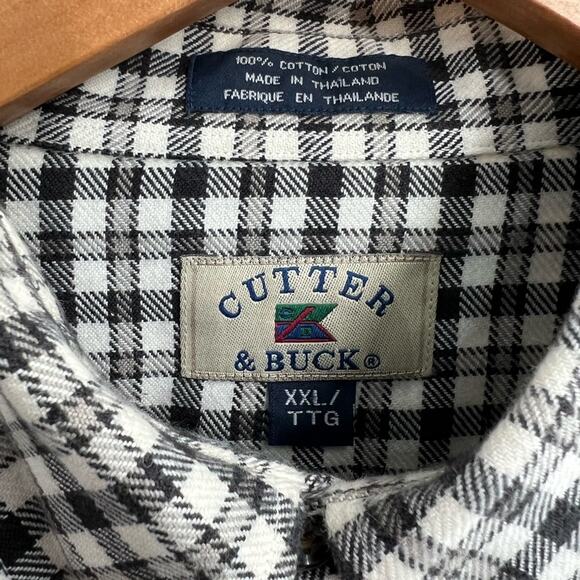 100% COTTON / COTON
MADE IN THAILAND
FABRIQUE EN THAILANDE
CUTTER
& BUCK®
XXL/
TTG